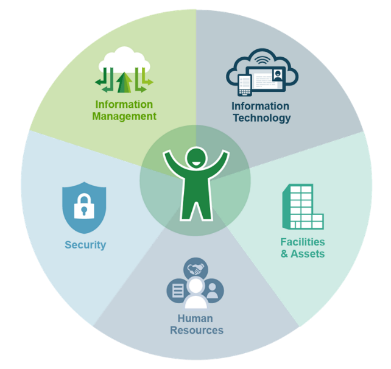 Information
Management
Information
Technology
Security
Facilities
& Assets
Human
Resources